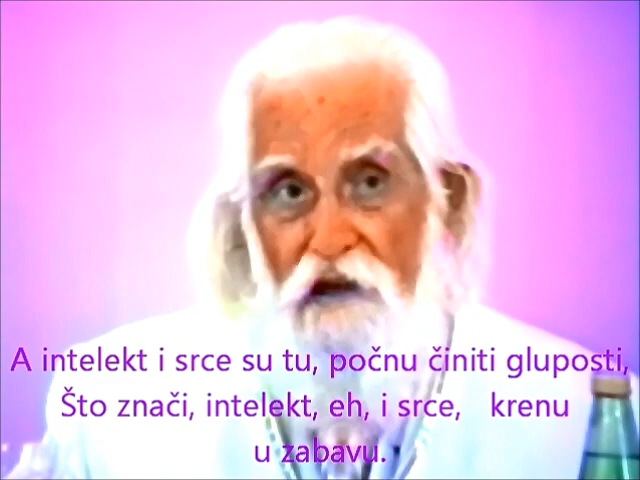 A intelekt i srce su tu, počnu činiti gluposti,
Što znači, intelekt, eh, i srce, krenu
u zabavu.